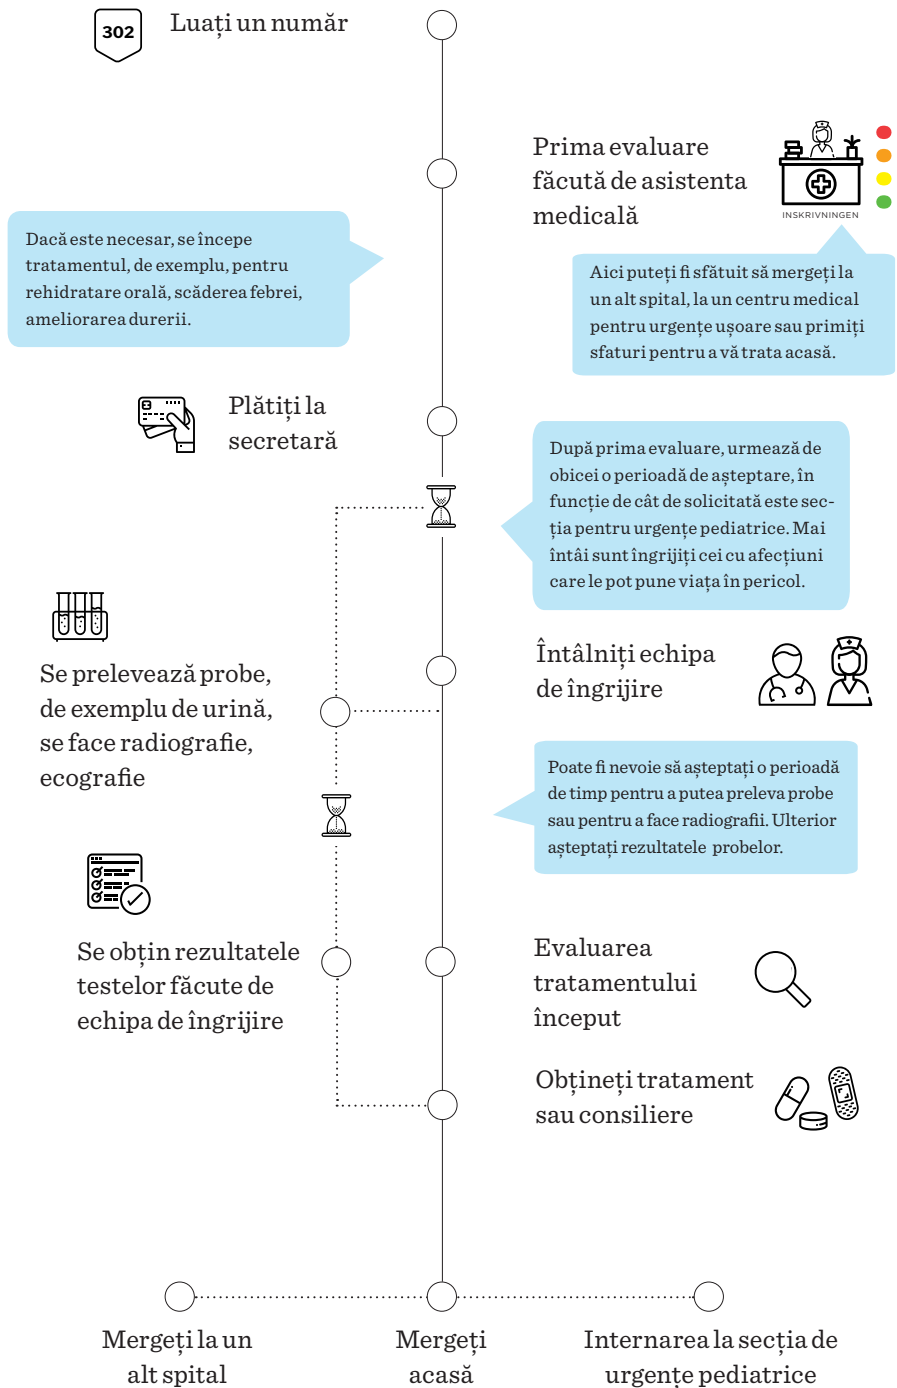 302
Luați un număr
Prima evaluare
făcută de asistenta
medicală
INSKRIVNINGEN
Dacă este necesar, se începe
tratamentul, de exemplu, pentru
rehidratare orală, scăderea febrei,
ameliorarea durerii.
Aici puteți fi sfătuit să mergeți la
un alt spital, la un centru medical
pentru urgențe ușoare sau primiți
sfaturi pentru a vă trata acasă.
Plătiți la
secretară
După prima evaluare, urmează de
obicei o perioadă de așteptare, în
funcție de cât de solicitată este sec-
ția pentru urgențe pediatrice. Mai
întâi sunt îngrijiți cei cu afecțiuni
care le pot pune viața în pericol.
Se prelevează probe,
de exemplu de urină,
se face radiografie,
ecografie
Întâlniți echipa
de îngrijire
Poate fi nevoie să așteptați o perioadă
de timp pentru a putea preleva probe
sau pentru a face radiografii. Ulterior
așteptați rezultatele probelor.
Se obțin rezultatele
testelor făcute de
echipa de îngrijire
Evaluarea
tratamentului
început
Obțineți tratament
sau consiliere
Mergeți la un
alt spital
Mergeți
acasă
Internarea la secția de
urgențe pediatrice